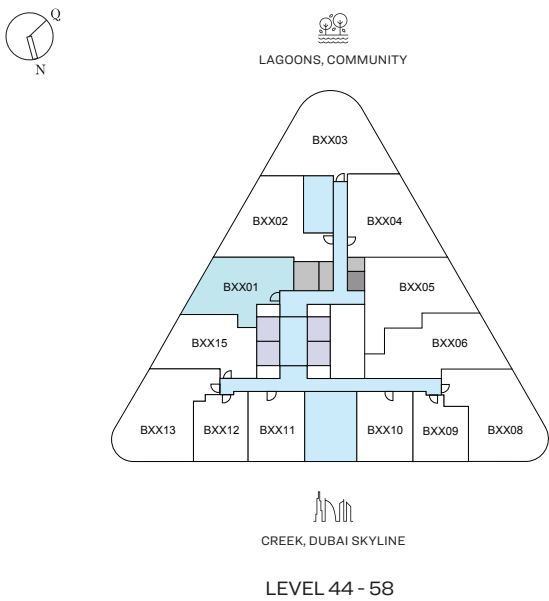 Q
N
LAGOONS, COMMUNITY
BXX03
BXX02
BXX04
BXX01
BXX05
BXX15
BXX06
BXX13
BXX12
BXX11
BXX10
BXX09
BXX08
CREEK, DUBAI SKYLINE
LEVEL 44 - 58